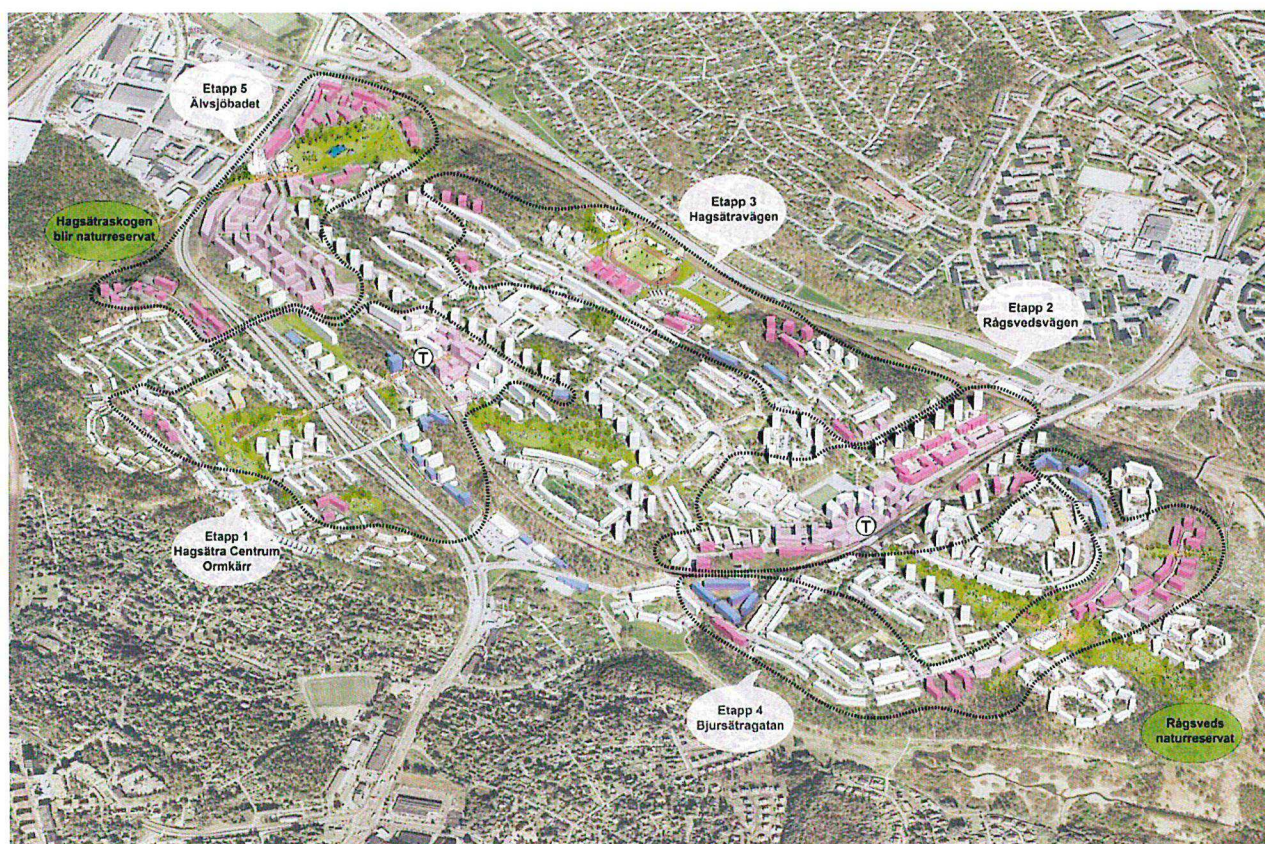 Etapp 5
Älvsjöbadet
Hagsätraskogen
blir naturreservat
Etapp 3
Hagsätravägen
Etapp 2
Rågsvedsvägen
T
T
Etapp 1
Hagsätra Centrum
Ormkärr
Etapp 4
Bjursätragatan
Rågsveds
naturreservat